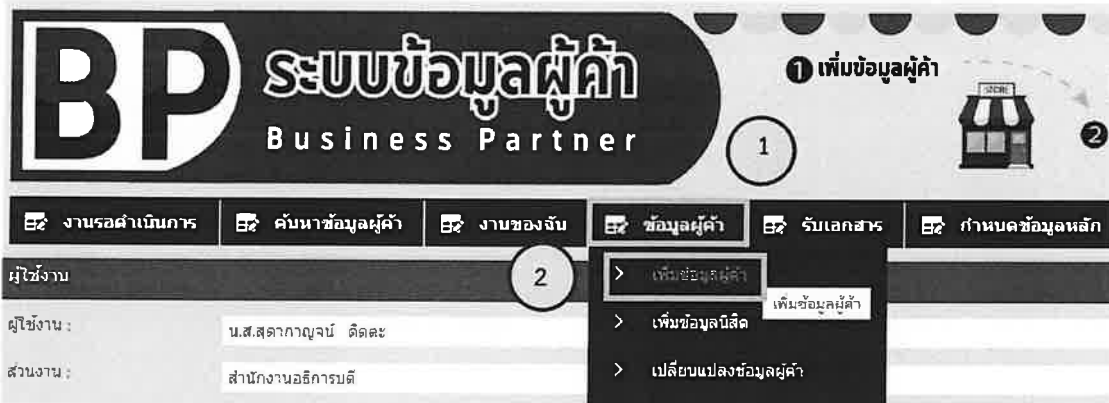 BP
ระบบข้อมูลผู้ค้า
Business Partner
1 เพิ่มข้อมูลผู้ค้า
STORE
2
1
งานรอดำเนินการ ค้นหาข้อมูลผู้ค้า งานของฉัน ข้อมูลผู้ค้า รับเอกสาร กำหนดข้อมูลหลัก
ผู้ใช้งาน
2
> เพิ่มข้อมูลผู้ค้า
เพิ่มข้อมูลผู้ค้า
ผู้ใช้งาน : น.ส.สุดากาญจน์ ดิตตะ
> เพิ่มข้อมูลนิสิต
ส่วนงาน : สำนักงานอธิการบดี
> เปลี่ยนแปลงข้อมูลผู้ค้า